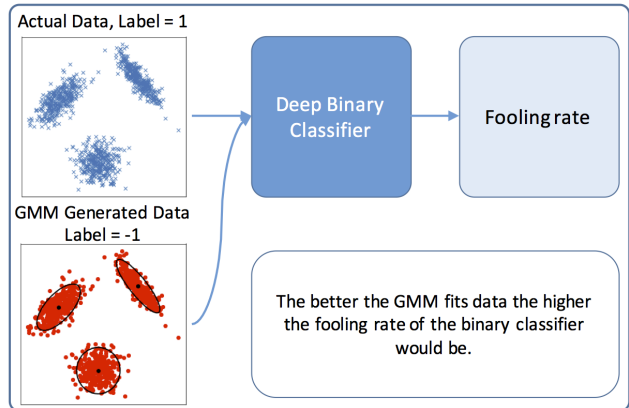 Actual Data, Label = 1
Deep Binary
Classifier
Fooling rate
GMM Generated Data
Label = -1
The better the GMM fits data the higher
the fooling rate of the binary classifier
would be.